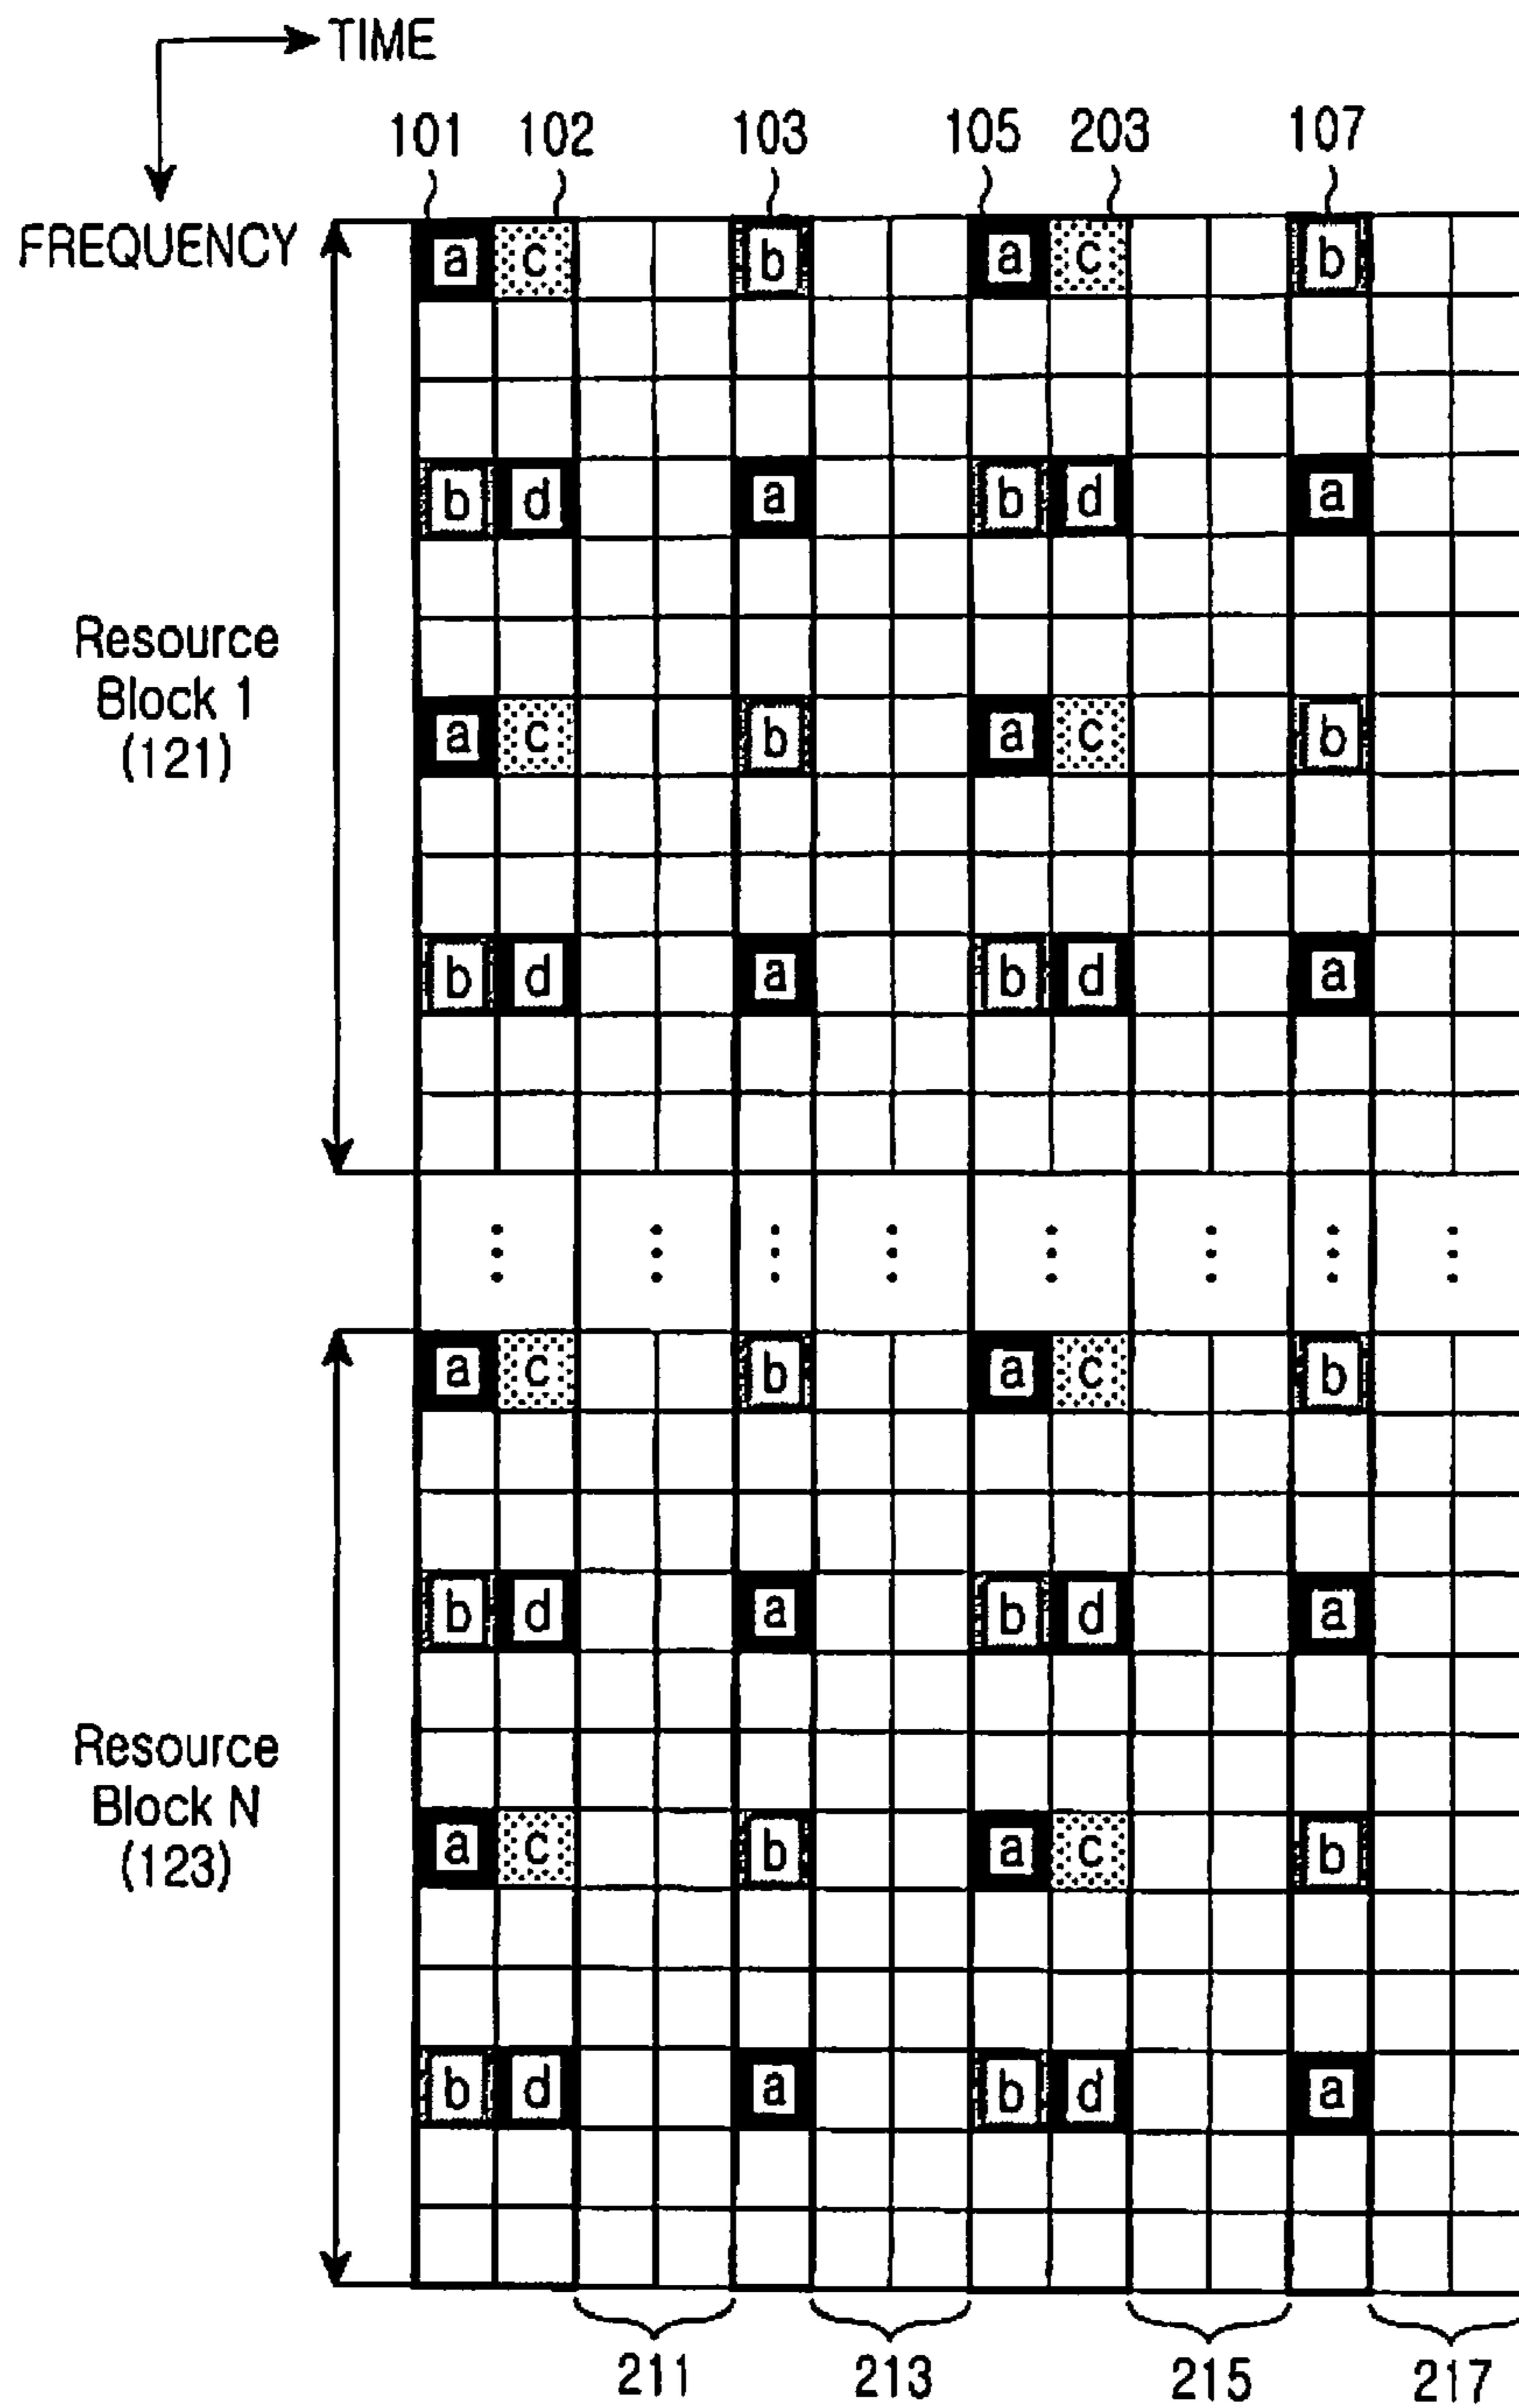 TIME
101 102 103 105 203 107
FREQUENCY
a c b a c b
b d a b d a
Resource
Block 1
(121)
a c b a c b
b d a b d a
a c b a c b
b d a b d a
Resource
Block N
(123)
a c b a c b
b d a b d a
211 213 215 217